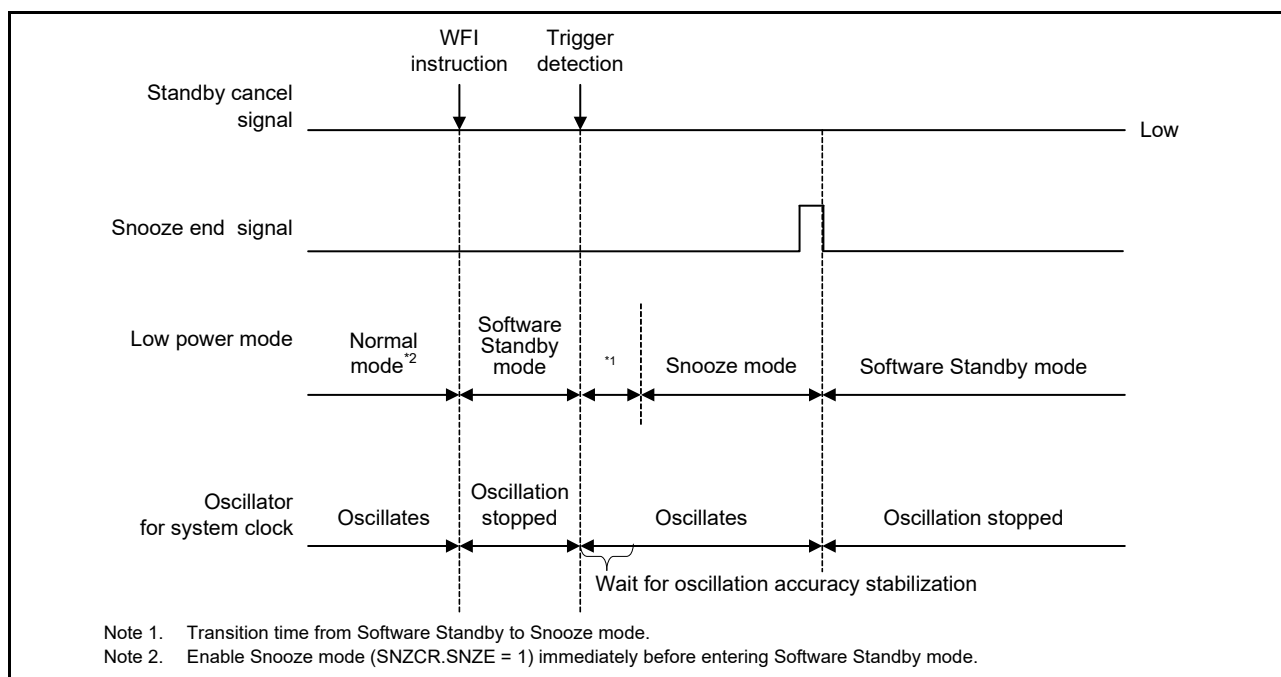 WFI
instruction
Trigger
detection
Standby cancel
signal
Low
Snooze end signal
Low power mode
Normal
mode*2
Software
Standby
mode
*1
Snooze mode
Software Standby mode
Oscillator
for system clock
Oscillates
Oscillation
stopped
Oscillates
Oscillation stopped
Wait for oscillation accuracy stabilization
Note 1. Transition time from Software Standby to Snooze mode.
Note 2. Enable Snooze mode (SNZCR.SNZE = 1) immediately before entering Software Standby mode.